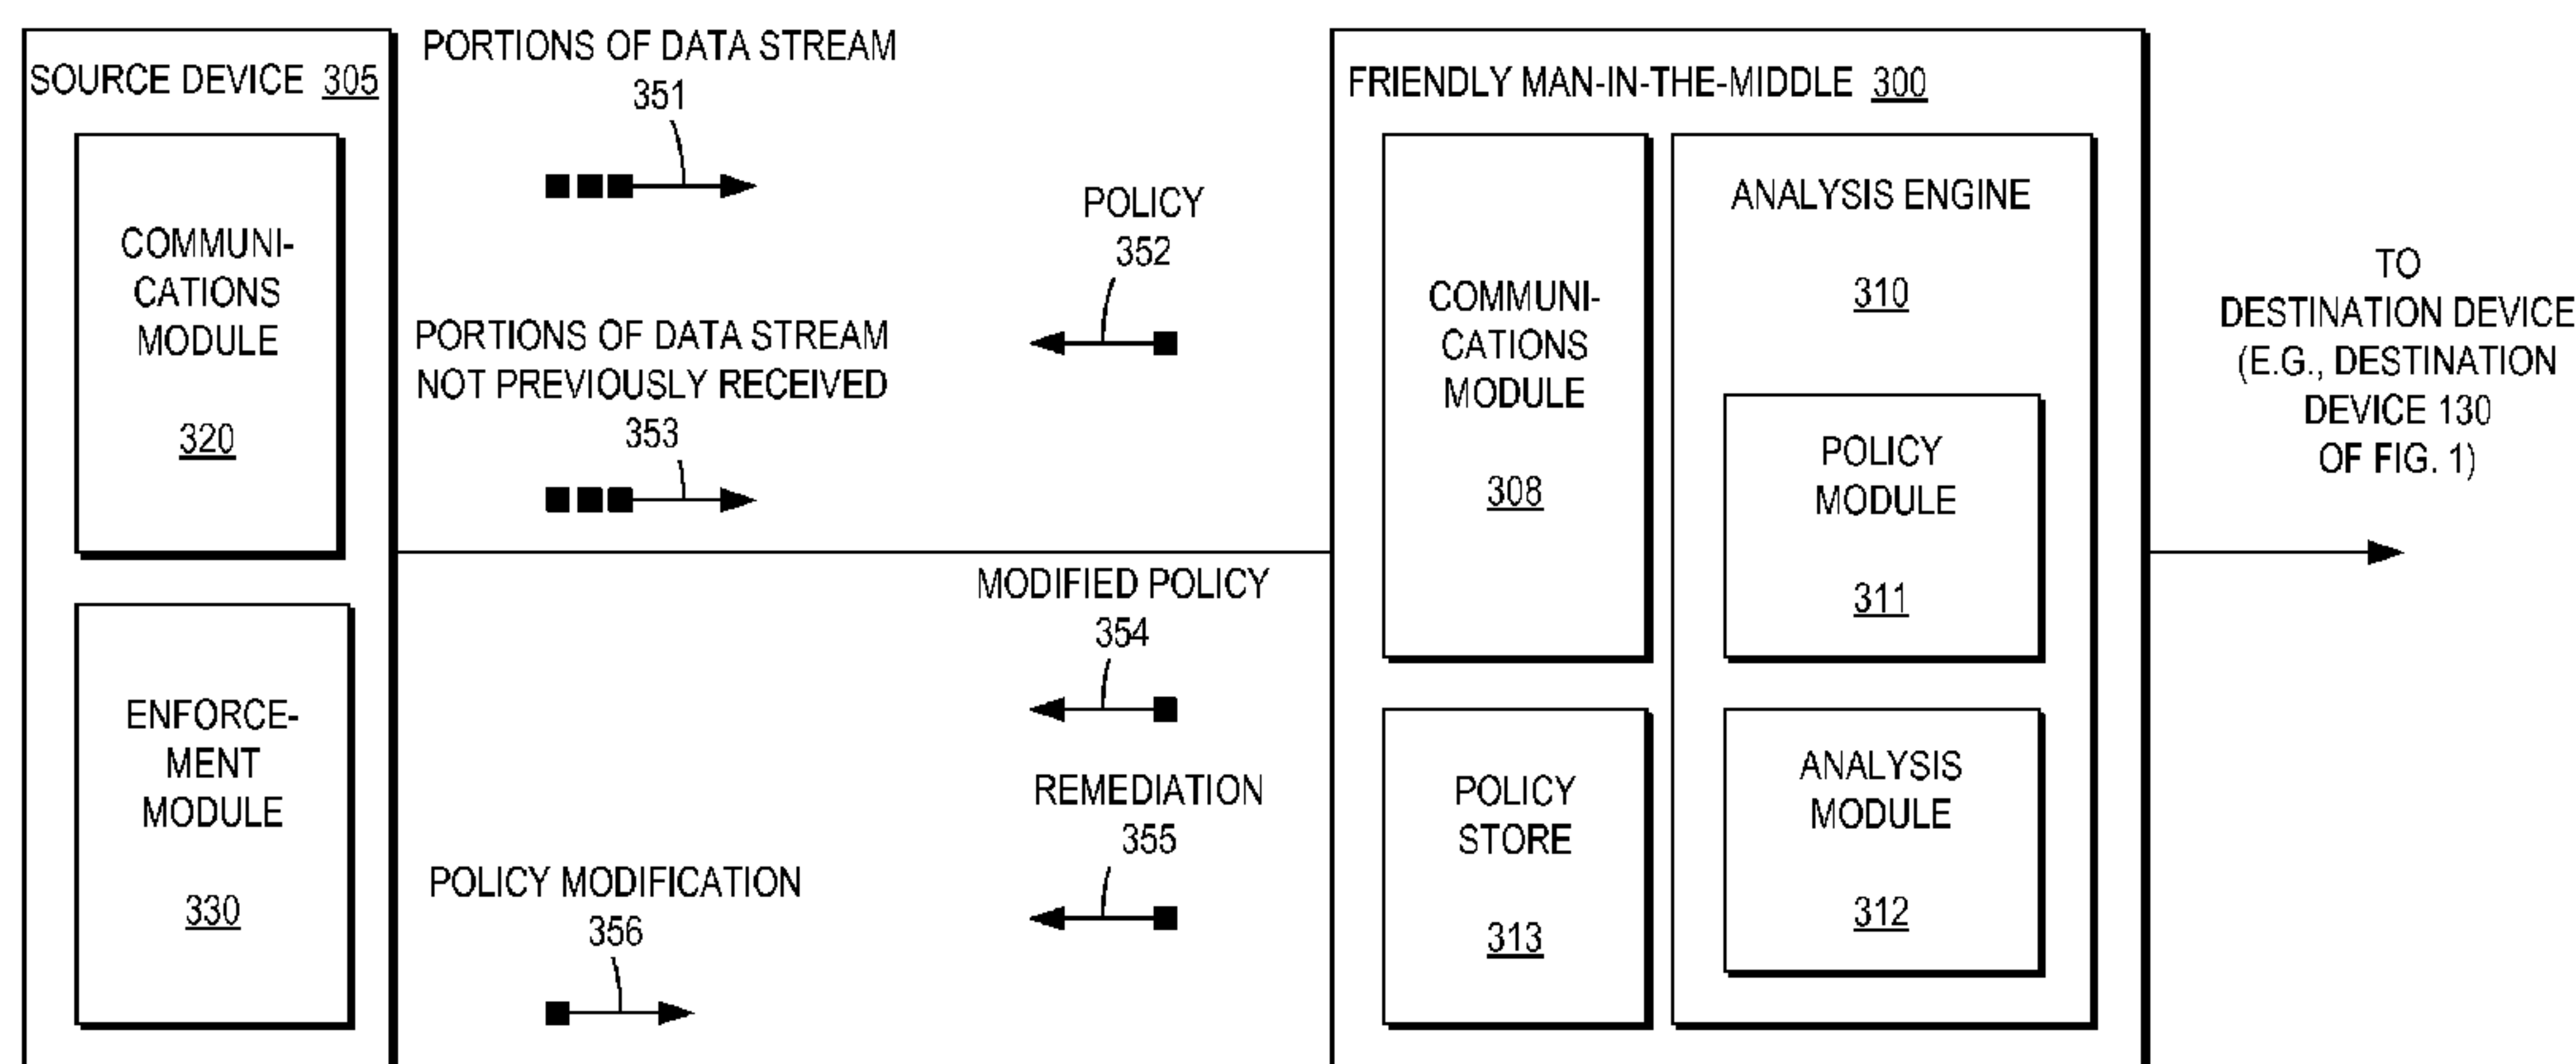 SOURCE DEVICE 305
COMMUNI-
CATIONS
MODULE
320
ENFORCE-
MENT
MODULE
330
PORTIONS OF DATA STREAM
351
POLICY
352
PORTIONS OF DATA STREAM
NOT PREVIOUSLY RECEIVED
353
MODIFIED POLICY
354
REMEDIATION
355
POLICY MODIFICATION
356
FRIENDLY MAN-IN-THE-MIDDLE 300
COMMUNI-
CATIONS
MODULE
308
POLICY
STORE
313
ANALYSIS ENGINE
310
POLICY
MODULE
311
ANALYSIS
MODULE
312
TO
DESTINATION DEVICE
(E.G., DESTINATION
DEVICE 130
OF FIG. 1)